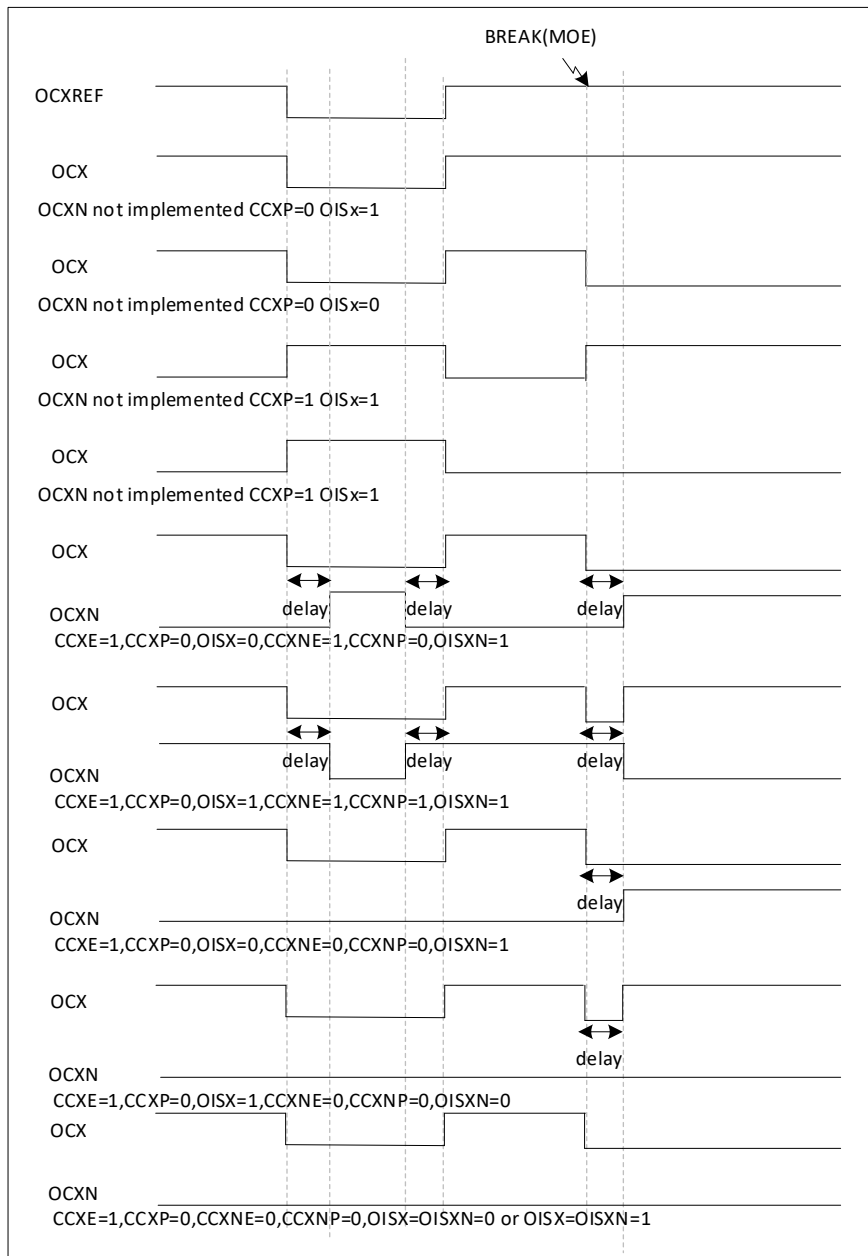 BREAK(MOE)
OCXREF
OCX
OCXN not implemented CCXP=0 OISx=1
OCX
OCXN not implemented CCXP=0 OISx=0
OCX
OCXN not implemented CCXP=1 OISx=1
OCX
OCXN not implemented CCXP=1 OISx=1
OCX
delay delay delay
OCXN
CCXE=1,CCXP=0,OISX=0,CCXNE=1,CCXNP=0,OISXN=1
OCX
delay delay delay
OCXN
CCXE=1,CCXP=0,OISX=1,CCXNE=1,CCXNP=1,OISXN=1
OCX
delay
OCXN
CCXE=1,CCXP=0,OISX=0,CCXNE=0,CCXNP=0,OISXN=1
OCX
delay
OCXN
CCXE=1,CCXP=0,OISX=1,CCXNE=0,CCXNP=0,OISXN=0
OCX
OCXN
CCXE=1,CCXP=0,CCXNE=0,CCXNP=0,OISX=OISXN=0 or OISX=OISXN=1